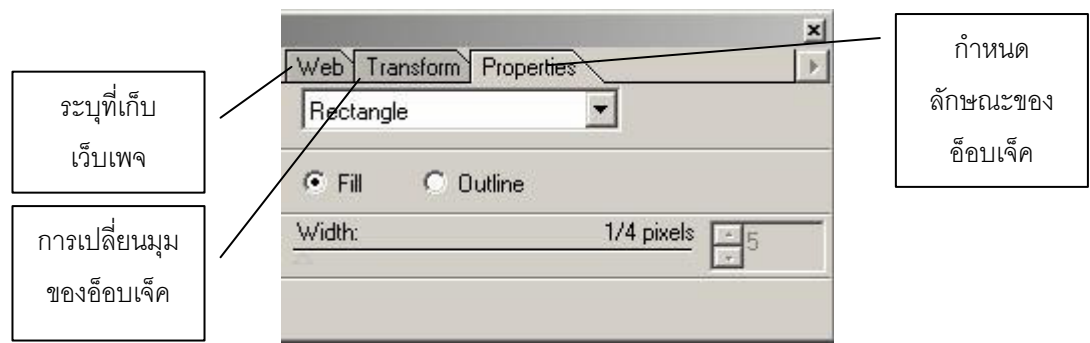 ระบุที่เก็บ
เว็บเพจ
การเปลี่ยนมุม
ของอ็อบเจ็ค
Web Transform Properties
Rectangle
Fill Outline
Width: 1/4 pixels 5
กำหนด
ลักษณะของ
อ็อบเจ็ค